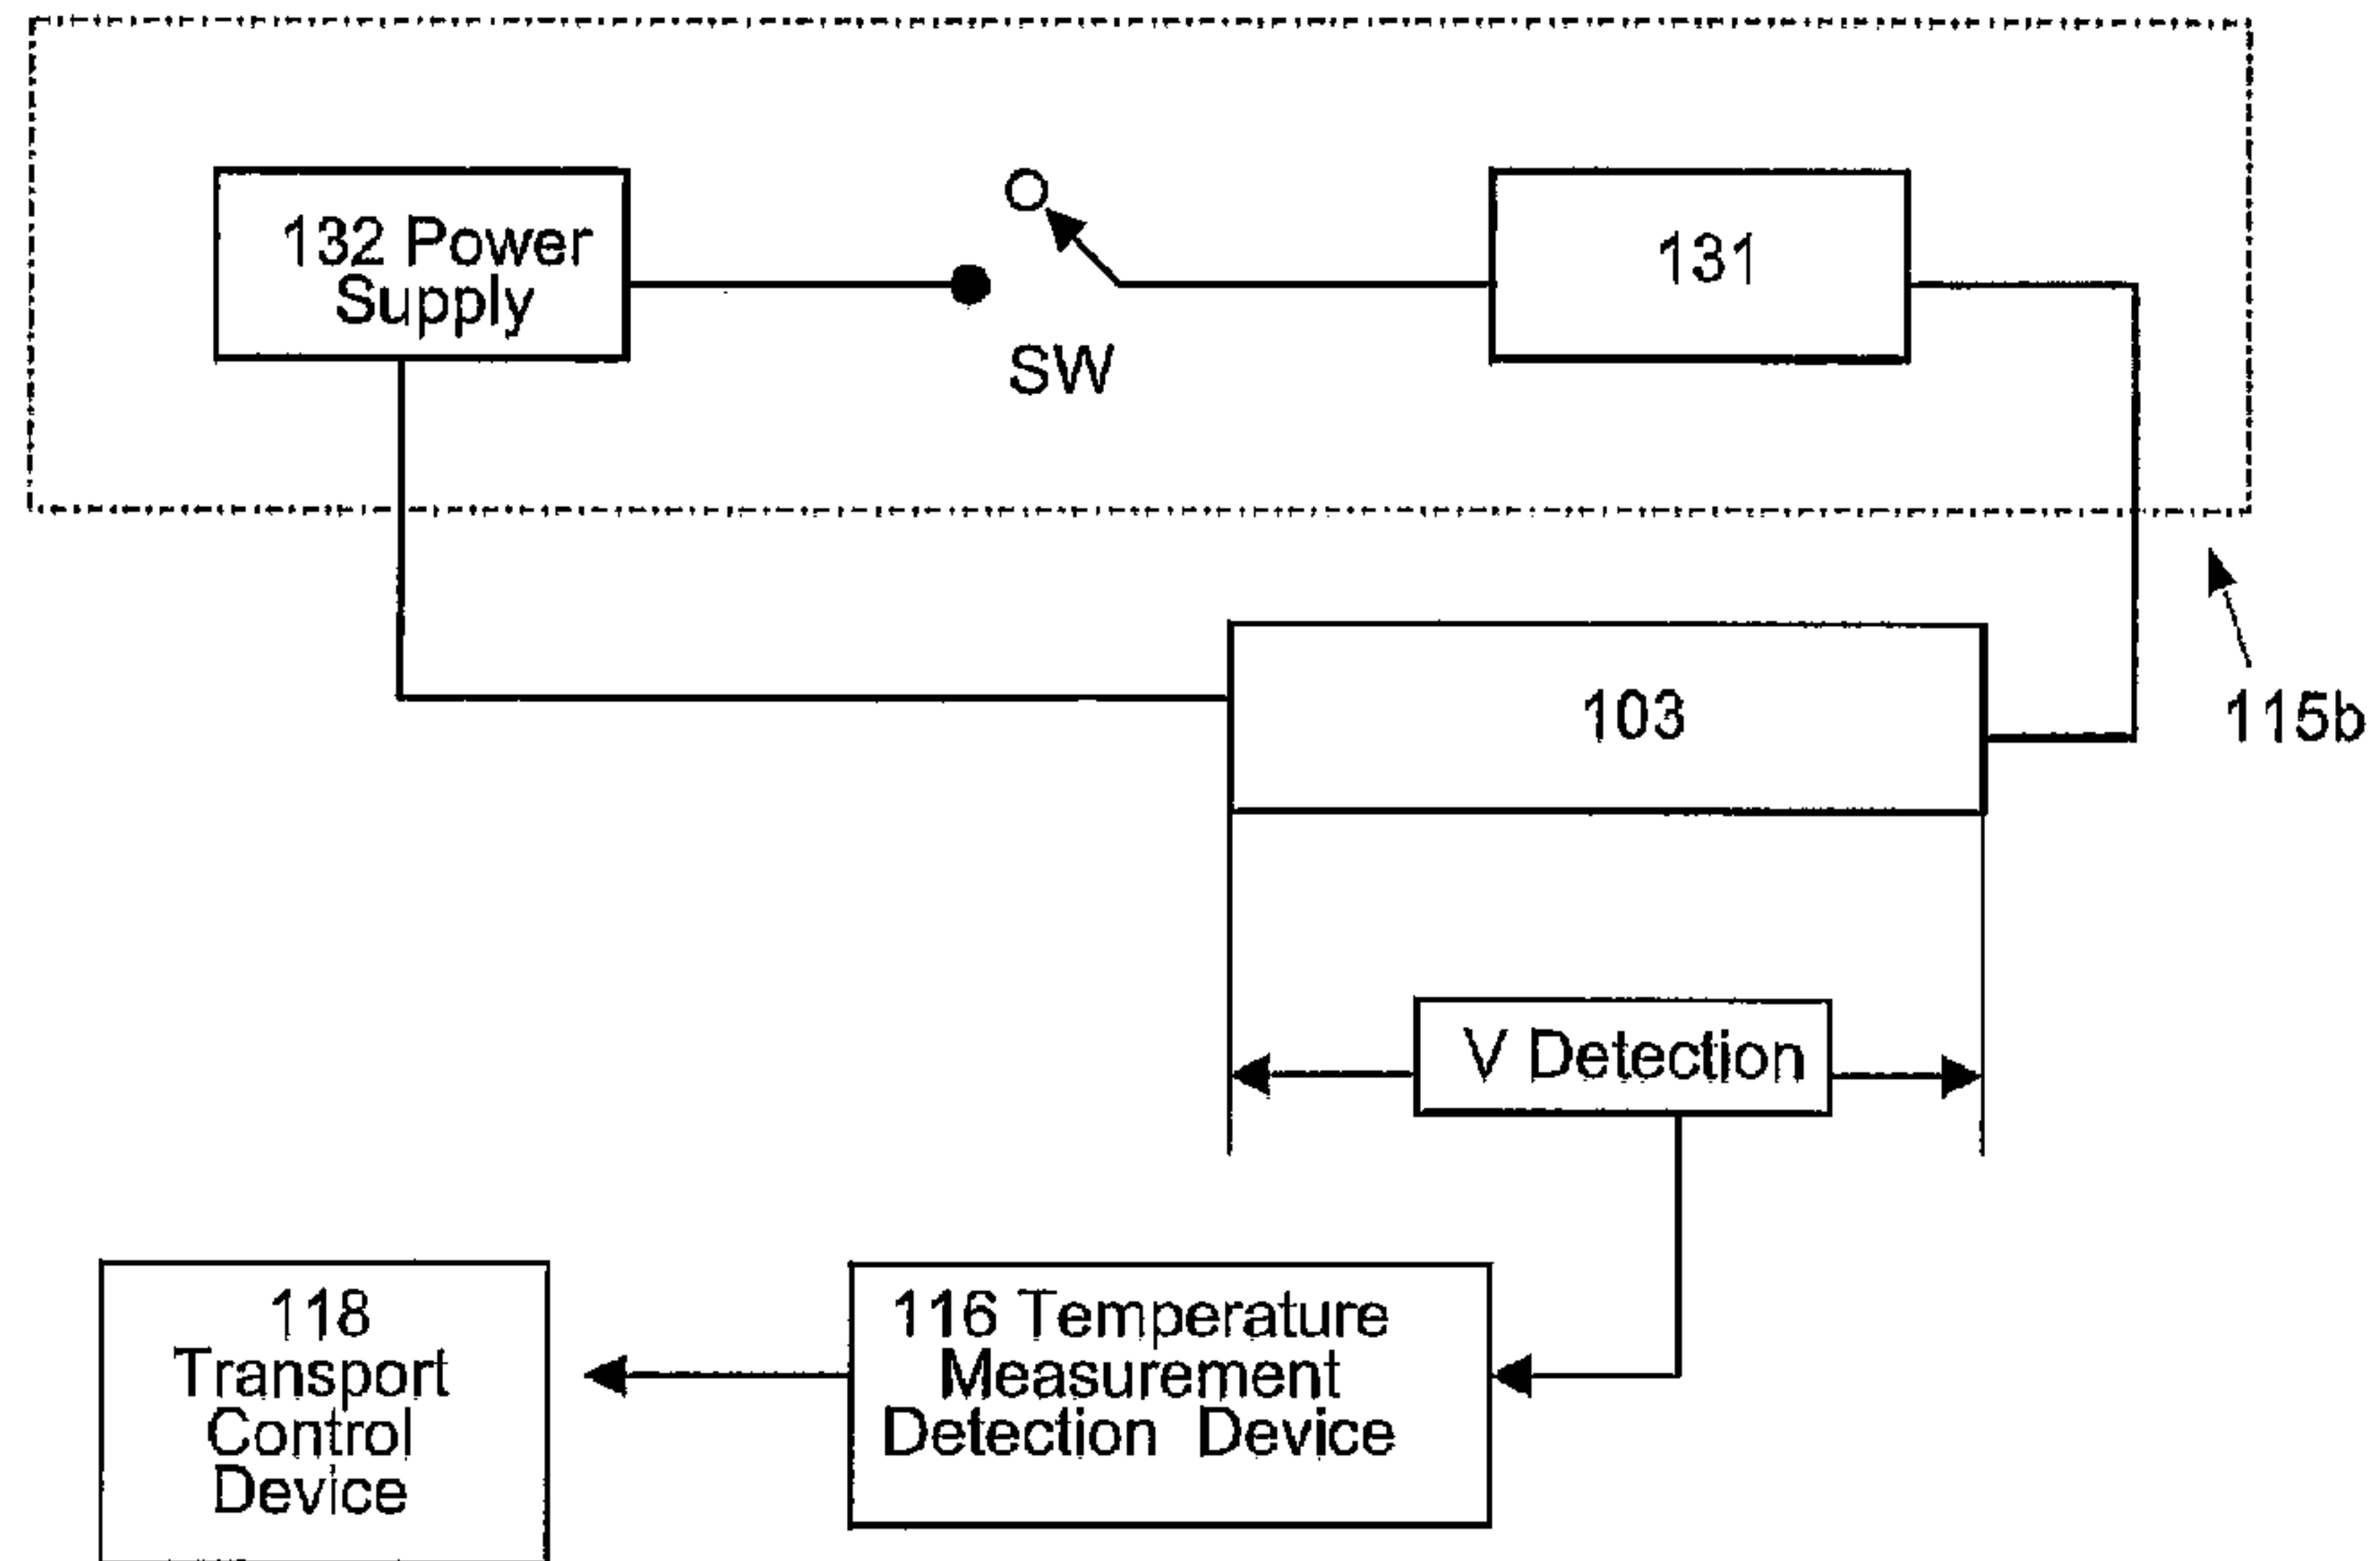 132 Power
Supply
SW
131
103
115b
V Detection
118
Transport
Control
Device
116 Temperature
Measurement
Detection Device